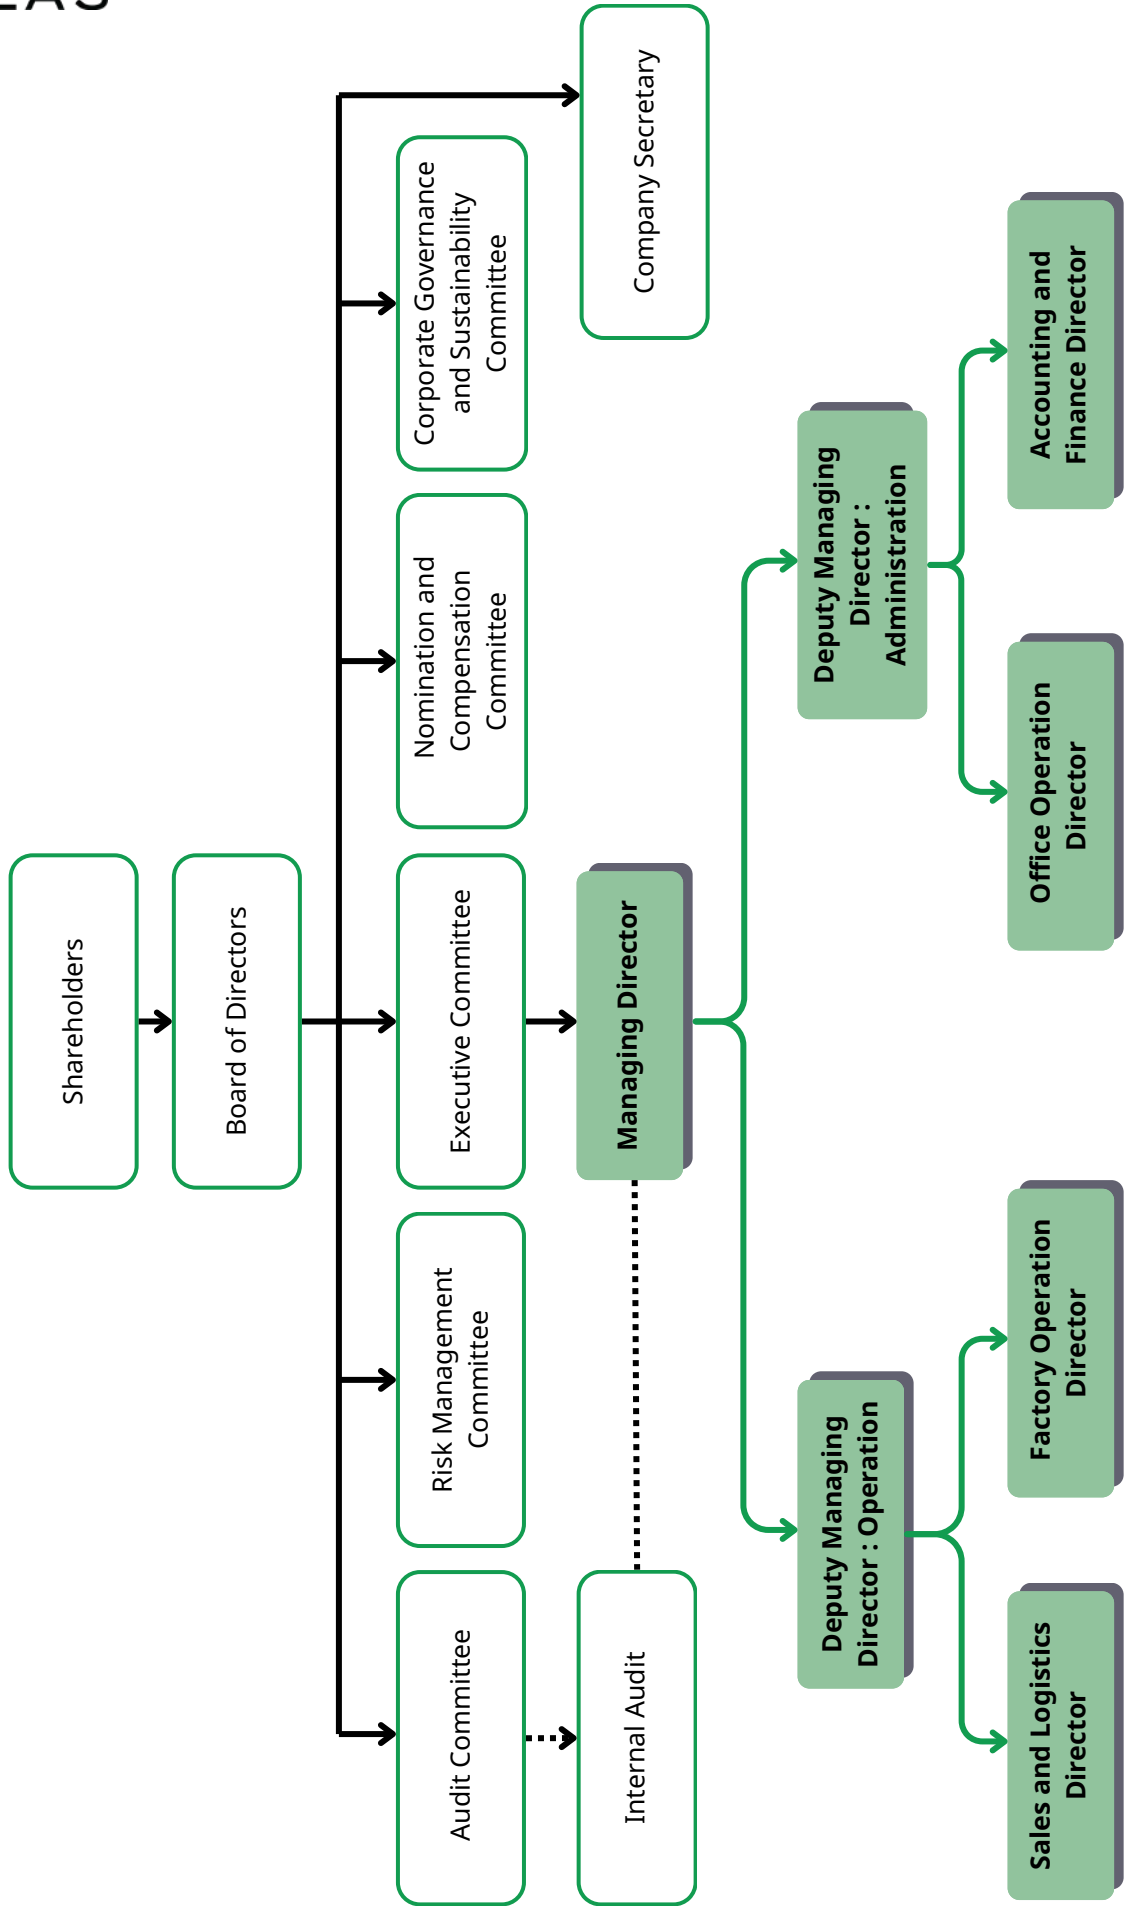 Shareholders
Board of Directors
Audit Committee
Risk Management
Committee
Executive Committee
Nomination and
Compensation
Committee
Corporate Governance
and Sustainability
Committee
Internal Audit
Managing Director
Company Secretary
Deputy Managing
Director : Operation
Deputy Managing
Director :
Administration
Sales and Logistics
Director
Factory Operation
Director
Office Operation
Director
Accounting and
Finance Director